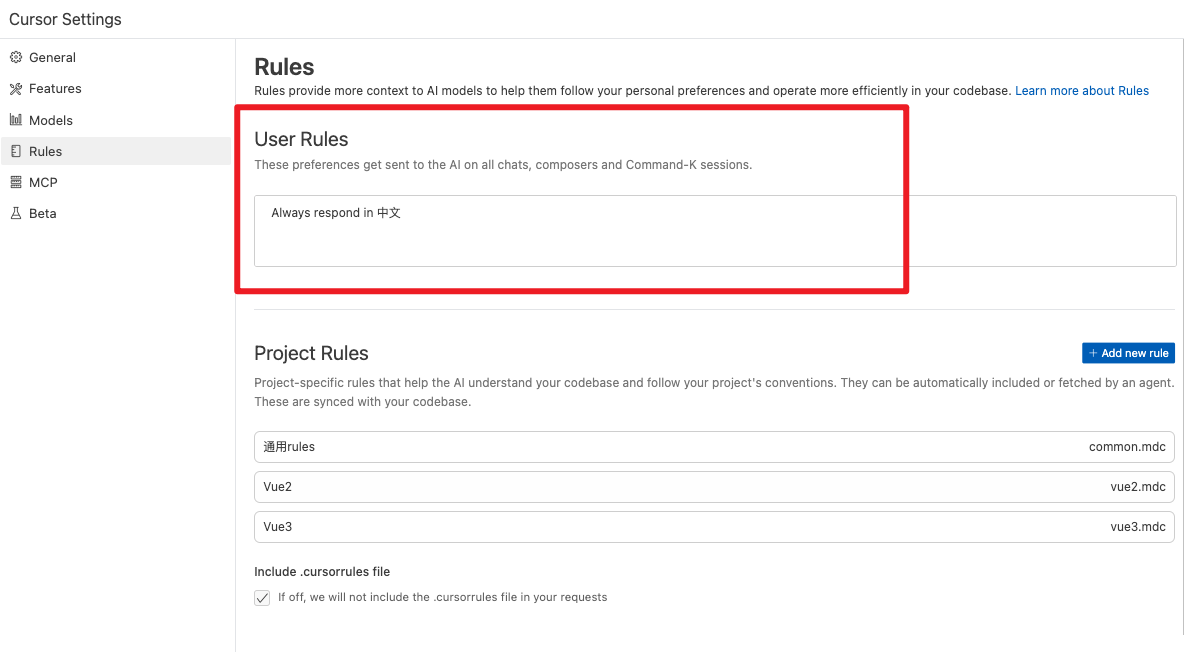 Cursor Settings
General
Features
Models
Rules
MCP
Beta
Rules
Rules provide more context to AI models to help them follow your personal preferences and operate more efficiently in your codebase. Learn more about Rules
User Rules
These preferences get sent to the AI on all chats, composers and Command-K sessions.
Always respond in 中文
Project Rules
+ Add new rule
Project-specific rules that help the AI understand your codebase and follow your project's conventions. They can be automatically included or fetched by an agent.
These are synced with your codebase.
通用rules common.mdc
Vue2 vue2.mdc
Vue3 vue3.mdc
Include .cursorrules file
If off, we will not include the .cursorrules file in your requests